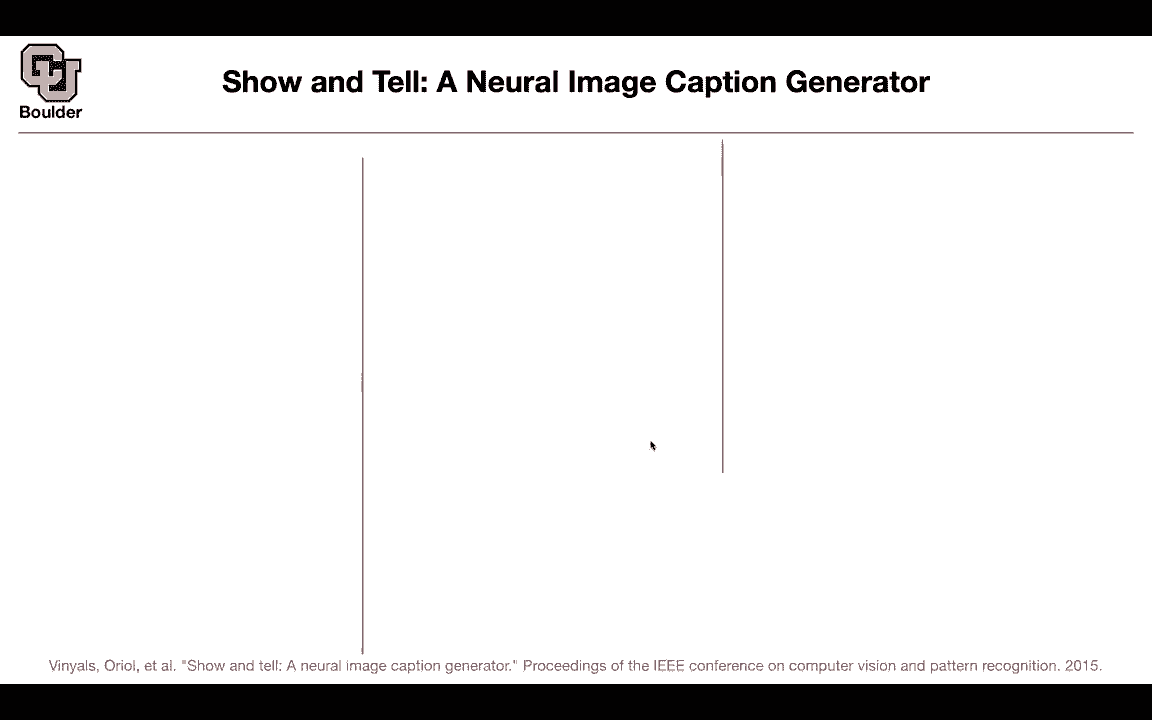 CU
Boulder
Show and Tell: A Neural Image Caption Generator
Vinyals, Oriol, et al. "Show and tell: A neural image caption generator." Proceedings of the IEEE conference on computer vision and pattern recognition. 2015.